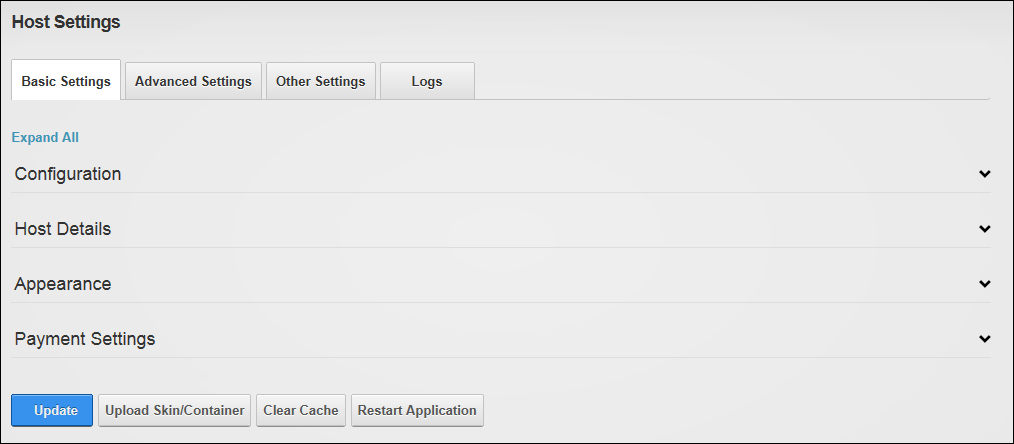 Host Settings
Basic Settings Advanced Settings Other Settings Logs
Expand All
Configuration
Host Details
Appearance
Payment Settings
Update Upload Skin/Container Clear Cache Restart Application